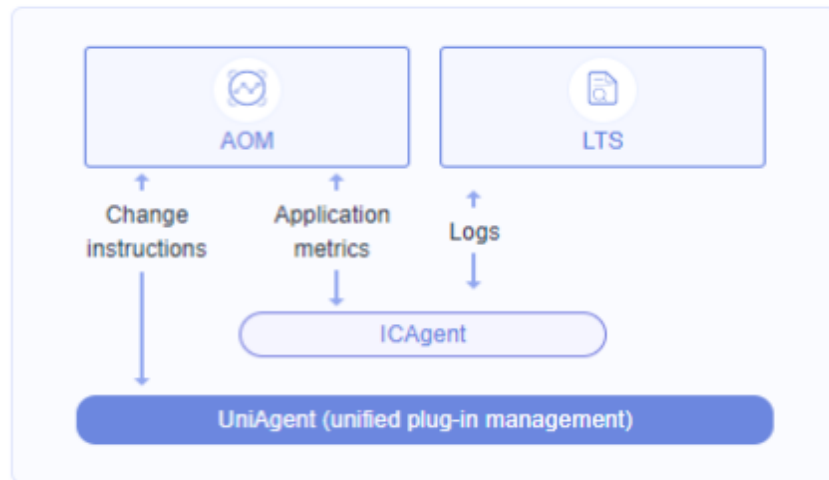 AOM
LTS
Change
instructions
Application
metrics
Logs
ICAgent
UniAgent (unified plug-in management)